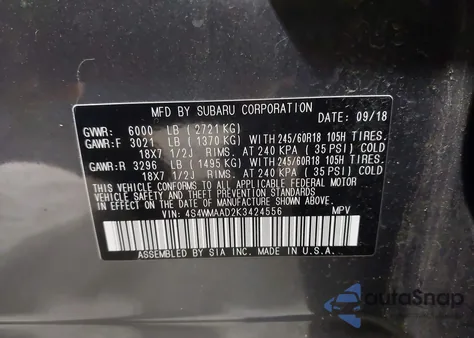 MFD BY SUBARU CORPORATION DATE: 09/18
GVWR: 6000 LB (2721 KG)
GAWR:F 3021 LB (1370 KG) WITH 245/60R18 105H TIRES.
18X7 1/2J RIMS. AT 240 KPA (35 PSI) COLD
GAWR:R 3296 LB (1495 KG) WITH 245/60R18 105H TIRES.
18X7 1/2J RIMS. AT 240 KPA (35 PSI) COLD
THIS VEHICLE CONFORMS TO ALL APPLICABLE FEDERAL MOTOR
VEHICLE SAFETY AND THEFT PREVENTION STANDARDS IN
EFFECT ON THE DATE OF MANUFACTURE SHOWN ABOVE.
VIN: 4S4WMAAD2K3424556 MPV
ASSEMBLED BY SIA INC. MADE IN U.S.A.
autoSnap